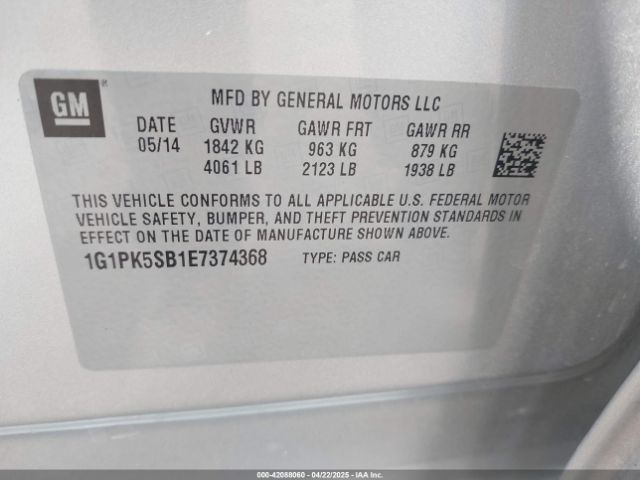 GM
MFD BY GENERAL MOTORS LLC
DATE GVWR GAWR FRT GAWR RR
05/14 1842 KG 963 KG 879 KG
4061 LB 2123 LB 1938 LB
THIS VEHICLE CONFORMS TO ALL APPLICABLE U.S. FEDERAL MOTOR
VEHICLE SAFETY, BUMPER, AND THEFT PREVENTION STANDARDS IN
EFFECT ON THE DATE OF MANUFACTURE SHOWN ABOVE.
1G1PK5SB1E7374368 TYPE: PASS CAR
000-42088060 - 04/22/2025 - IAAI, Inc.